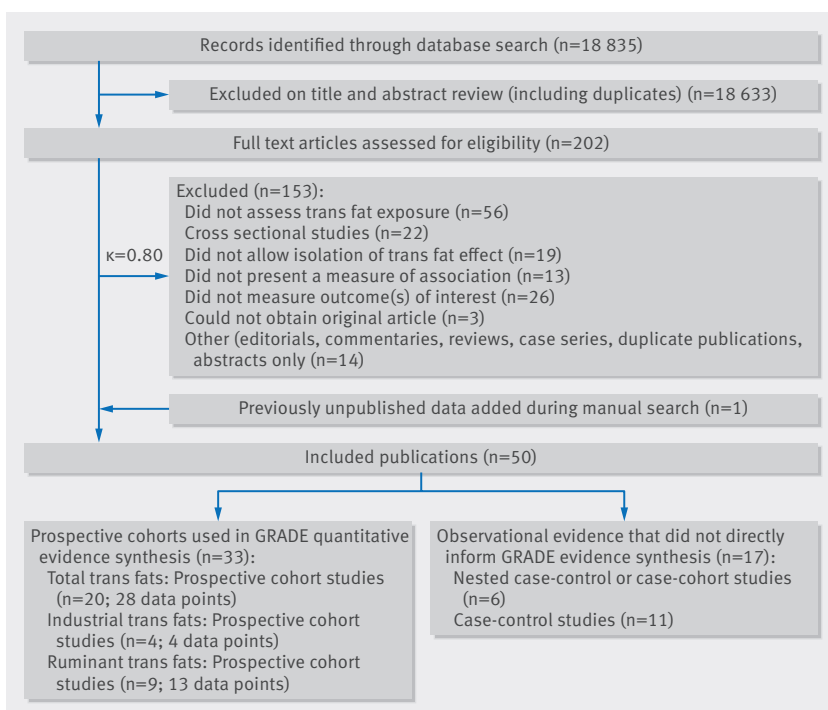 Records identified through database search (n=18 835)
Excluded on title and abstract review (including duplicates) (n=18 633)
Full text articles assessed for eligibility (n=202)
Excluded (n=153):
Did not assess trans fat exposure (n=56)
Cross sectional studies (n=22)
κ=0.80
Did not allow isolation of trans fat effect (n=19)
Did not present a measure of association (n=13)
Did not measure outcome(s) of interest (n=26)
Could not obtain original article (n=3)
Other (editorials, commentaries, reviews, case series, duplicate publications,
abstracts only (n=14)
Previously unpublished data added during manual search (n=1)
Included publications (n=50)
Prospective cohorts used in GRADE quantitative
evidence synthesis (n=33):
Total trans fats: Prospective cohort studies
(n=20; 28 data points)
Industrial trans fats: Prospective cohort
studies (n=4; 4 data points)
Ruminant trans fats: Prospective cohort
studies (n=9; 13 data points)
Observational evidence that did not directly
inform GRADE evidence synthesis (n=17):
Nested case-control or case-cohort studies
(n=6)
Case-control studies (n=11)